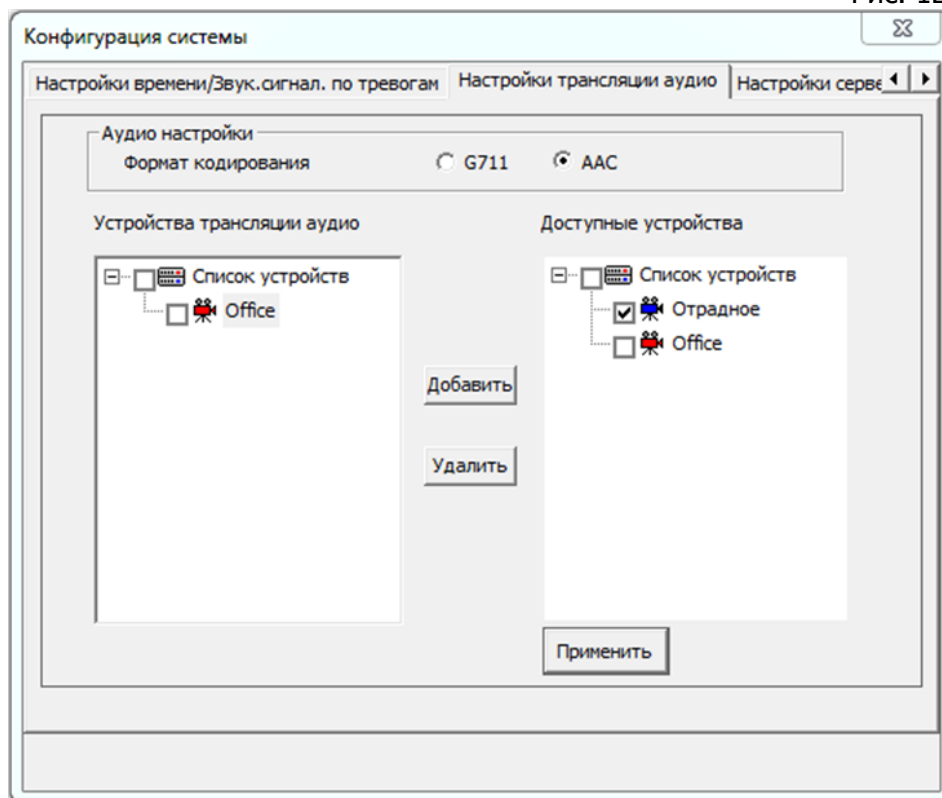 Конфигурация системы
Настройки времени/Звук.сигнал. по тревогам Настройки трансляции аудио Настройки серве
Аудио настройки
Формат кодирования G711 AAC
Устройства трансляции аудио Доступные устройства
Список устройств Список устройств
Office Отрадное
Office
Добавить
Удалить
Применить